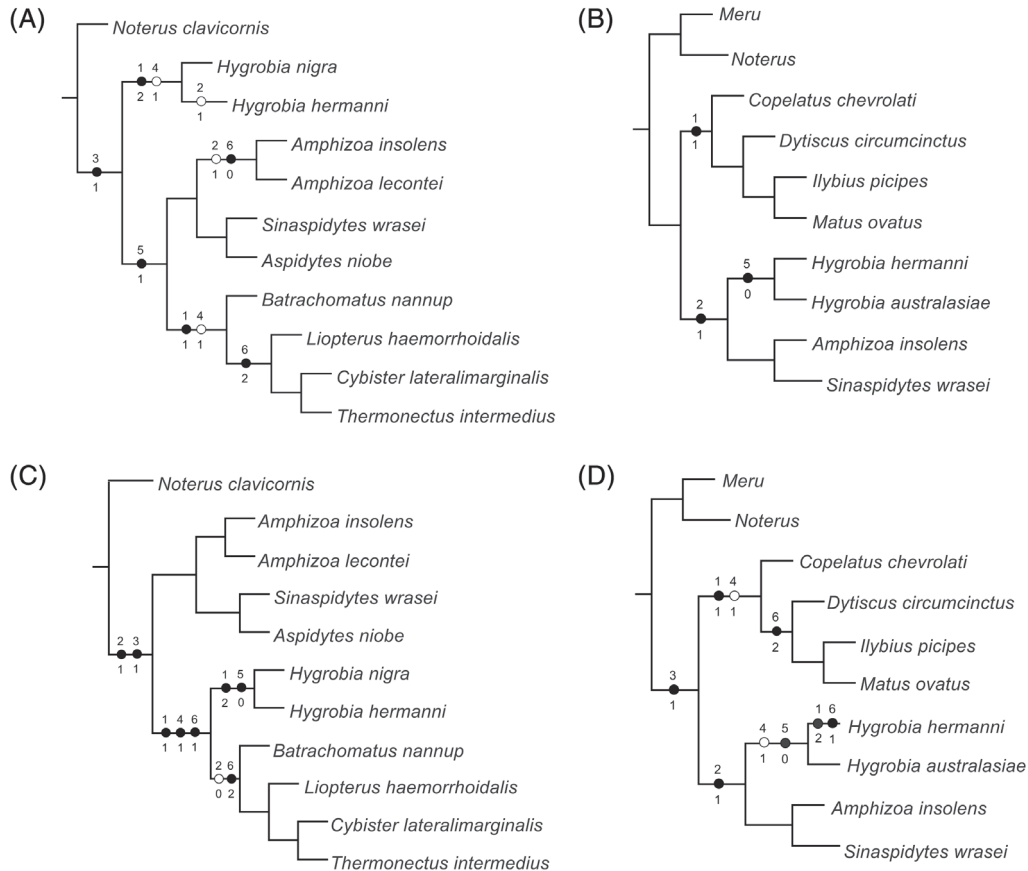 (A)
Noterus clavicornis
1 4
2 1
Hygrobia nigra
2
1
Hygrobia hermanni
3
1
2 6
1 0
Amphizoa insolens
Amphizoa lecontei
5
1
Sinaspidytes wrasei
Aspidytes niobe
1 4
1 1
Batrachomatus nannup
6
2
Liopterus haemorrhoidalis
Cybister lateralimarginalis
Thermonectus intermedius
(B)
Meru
Noterus
1
1
Copelatus chevrolati
Dytiscus circumcinctus
Ilybius picipes
Matus ovatus
5
0
Hygrobia hermanni
Hygrobia australasiae
2
1
Amphizoa insolens
Sinaspidytes wrasei
(C)
Noterus clavicornis
Amphizoa insolens
Amphizoa lecontei
Sinaspidytes wrasei
Aspidytes niobe
2 3
1 1
1 5
2 0
Hygrobia nigra
Hygrobia hermanni
1 4 6
1 1 1
2 6
0 2
Batrachomatus nannup
Liopterus haemorrhoidalis
Cybister lateralimarginalis
Thermonectus intermedius
(D)
Meru
Noterus
1 4
1 1
Copelatus chevrolati
6
2
Dytiscus circumcinctus
Ilybius picipes
Matus ovatus
3
1
1 6
2 1
Hygrobia hermanni
4 5
1 0
Hygrobia australasiae
2
1
Amphizoa insolens
Sinaspidytes wrasei